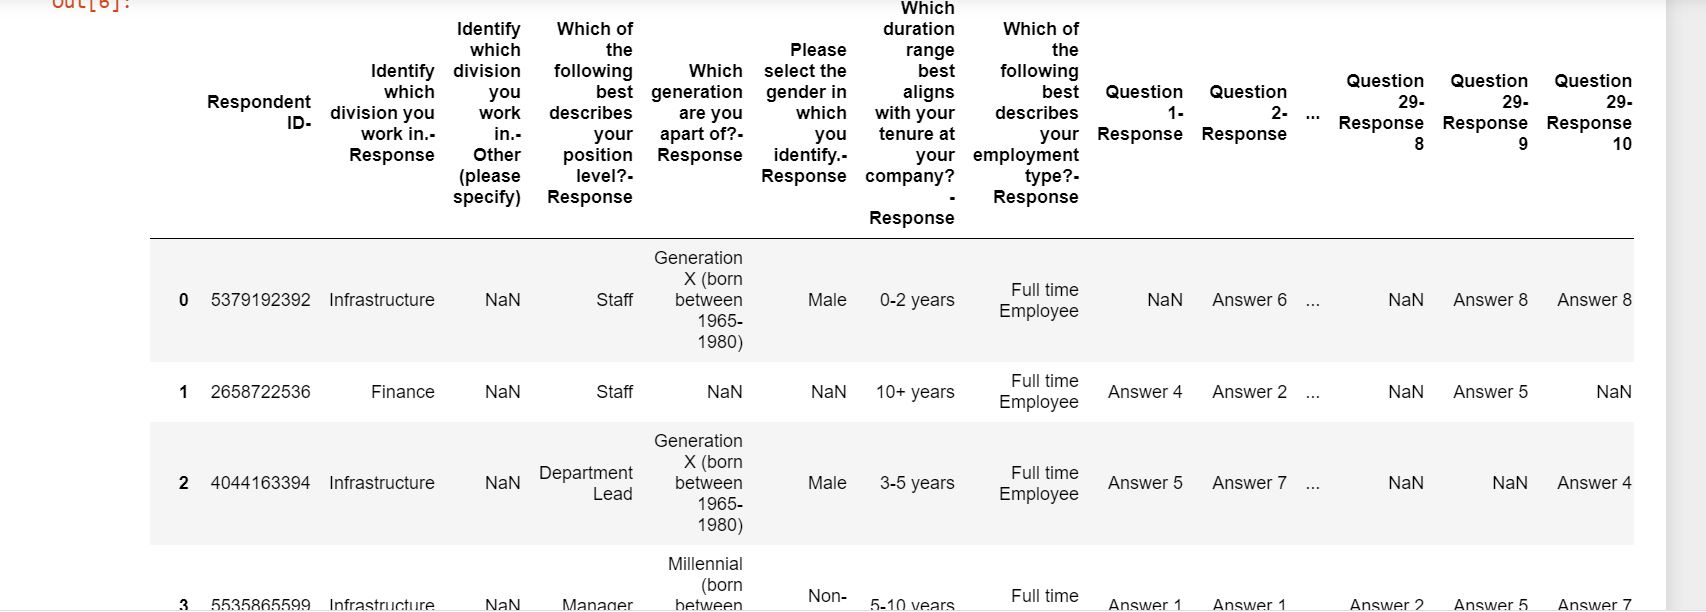 Out[6]:
Respondent ID-	Identify which division you work in.-Response	Identify which division you work in.-Other (please specify)	Which of the following best describes your position level?-Response	Which generation are you apart of?-Response	Please select the gender in which you identify.-Response	Which duration range best aligns with your tenure at your company?-Response	Which of the following best describes your employment type?-Response	Question 1-Response	Question 2-Response	...	Question 29-Response 8	Question 29-Response 9	Question 29-Response 10
0	5379192392	Infrastructure	NaN	Staff	Generation X (born between 1965-1980)	Male	0-2 years	Full time Employee	NaN	Answer 6	...	NaN	Answer 8	Answer 8
1	2658722536	Finance	NaN	Staff	NaN	NaN	10+ years	Full time Employee	Answer 4	Answer 2	...	NaN	Answer 5	NaN
2	4044163394	Infrastructure	NaN	Department Lead	Generation X (born between 1965-1980)	Male	3-5 years	Full time Employee	Answer 5	Answer 7	...	NaN	NaN	Answer 4
3	5535865599	Infrastructure	NaN	Manager	Millennial (born between	Non-	5-10 years	Full time	Answer 1	Answer 1	Answer 2	Answer 5	Answer 7